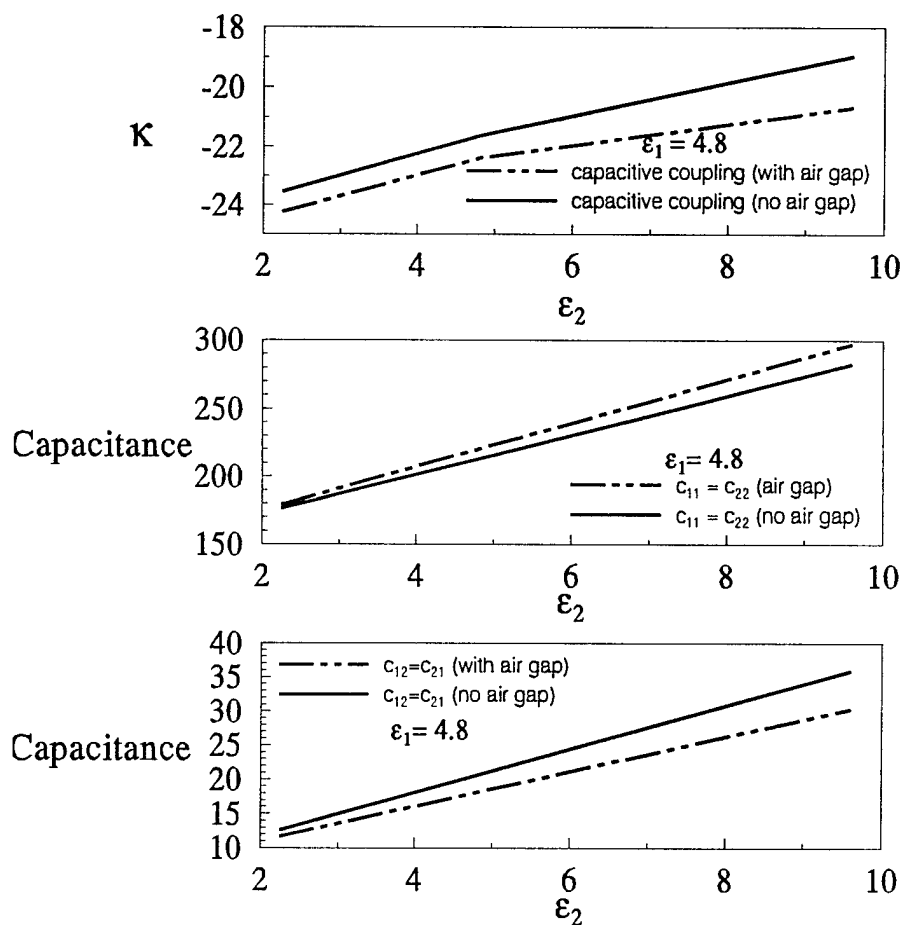 -18
-20
κ
-22
ε₁ = 4.8
capacitive coupling (with air gap)
-24
capacitive coupling (no air gap)
2 4 6 8 10
ε₂
300
250
Capacitance
200
ε₁= 4.8
c₁₁ = c₂₂ (air gap)
c₁₁ = c₂₂ (no air gap)
150
2 4 6 8 10
ε₂
40
c₁₂=c₂₁ (with air gap)
35
c₁₂=c₂₁ (no air gap)
30
ε₁= 4.8
25
Capacitance
20
15
10
2 4 6 8 10
ε₂